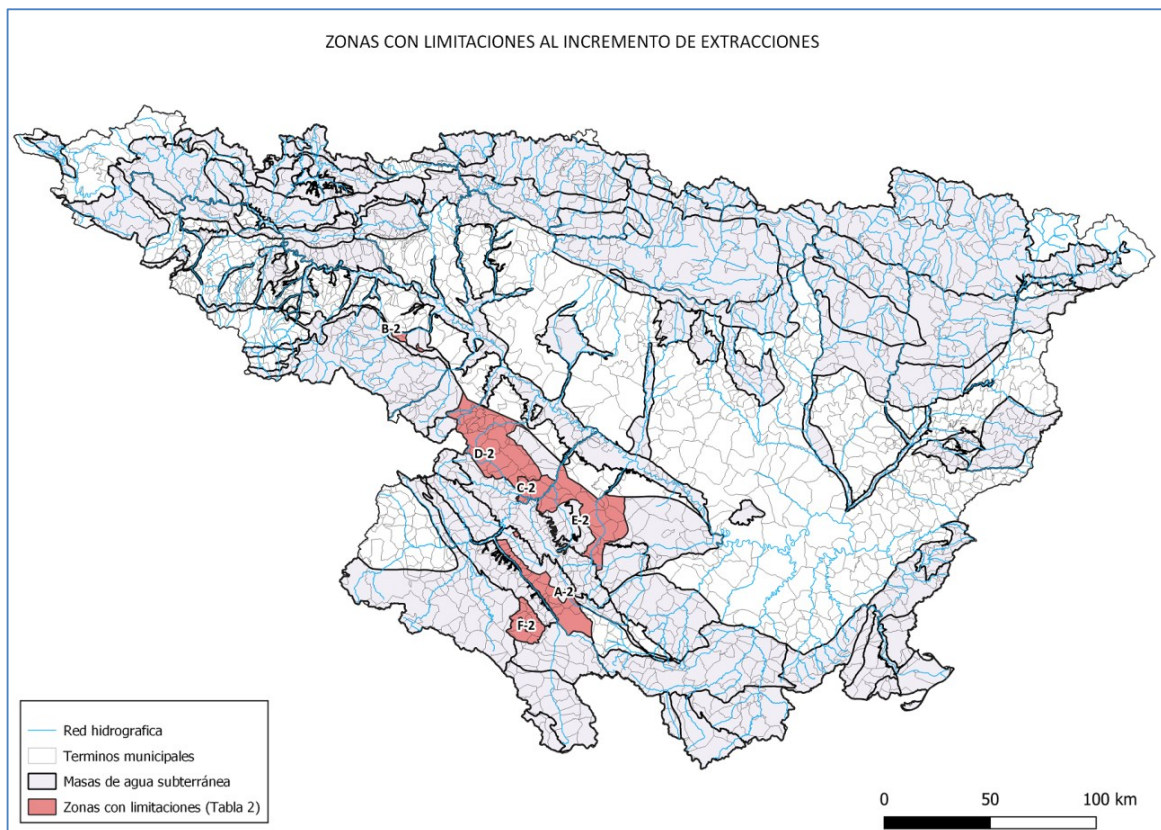 ZONAS CON LIMITACIONES AL INCREMENTO DE EXTRACCIONES
B-2
D-2
C-2
E-2
A-2
F-2
Red hidrografica
Terminos municipales
Masas de agua subterránea
Zonas con limitaciones (Tabla 2)
0 50 100 km